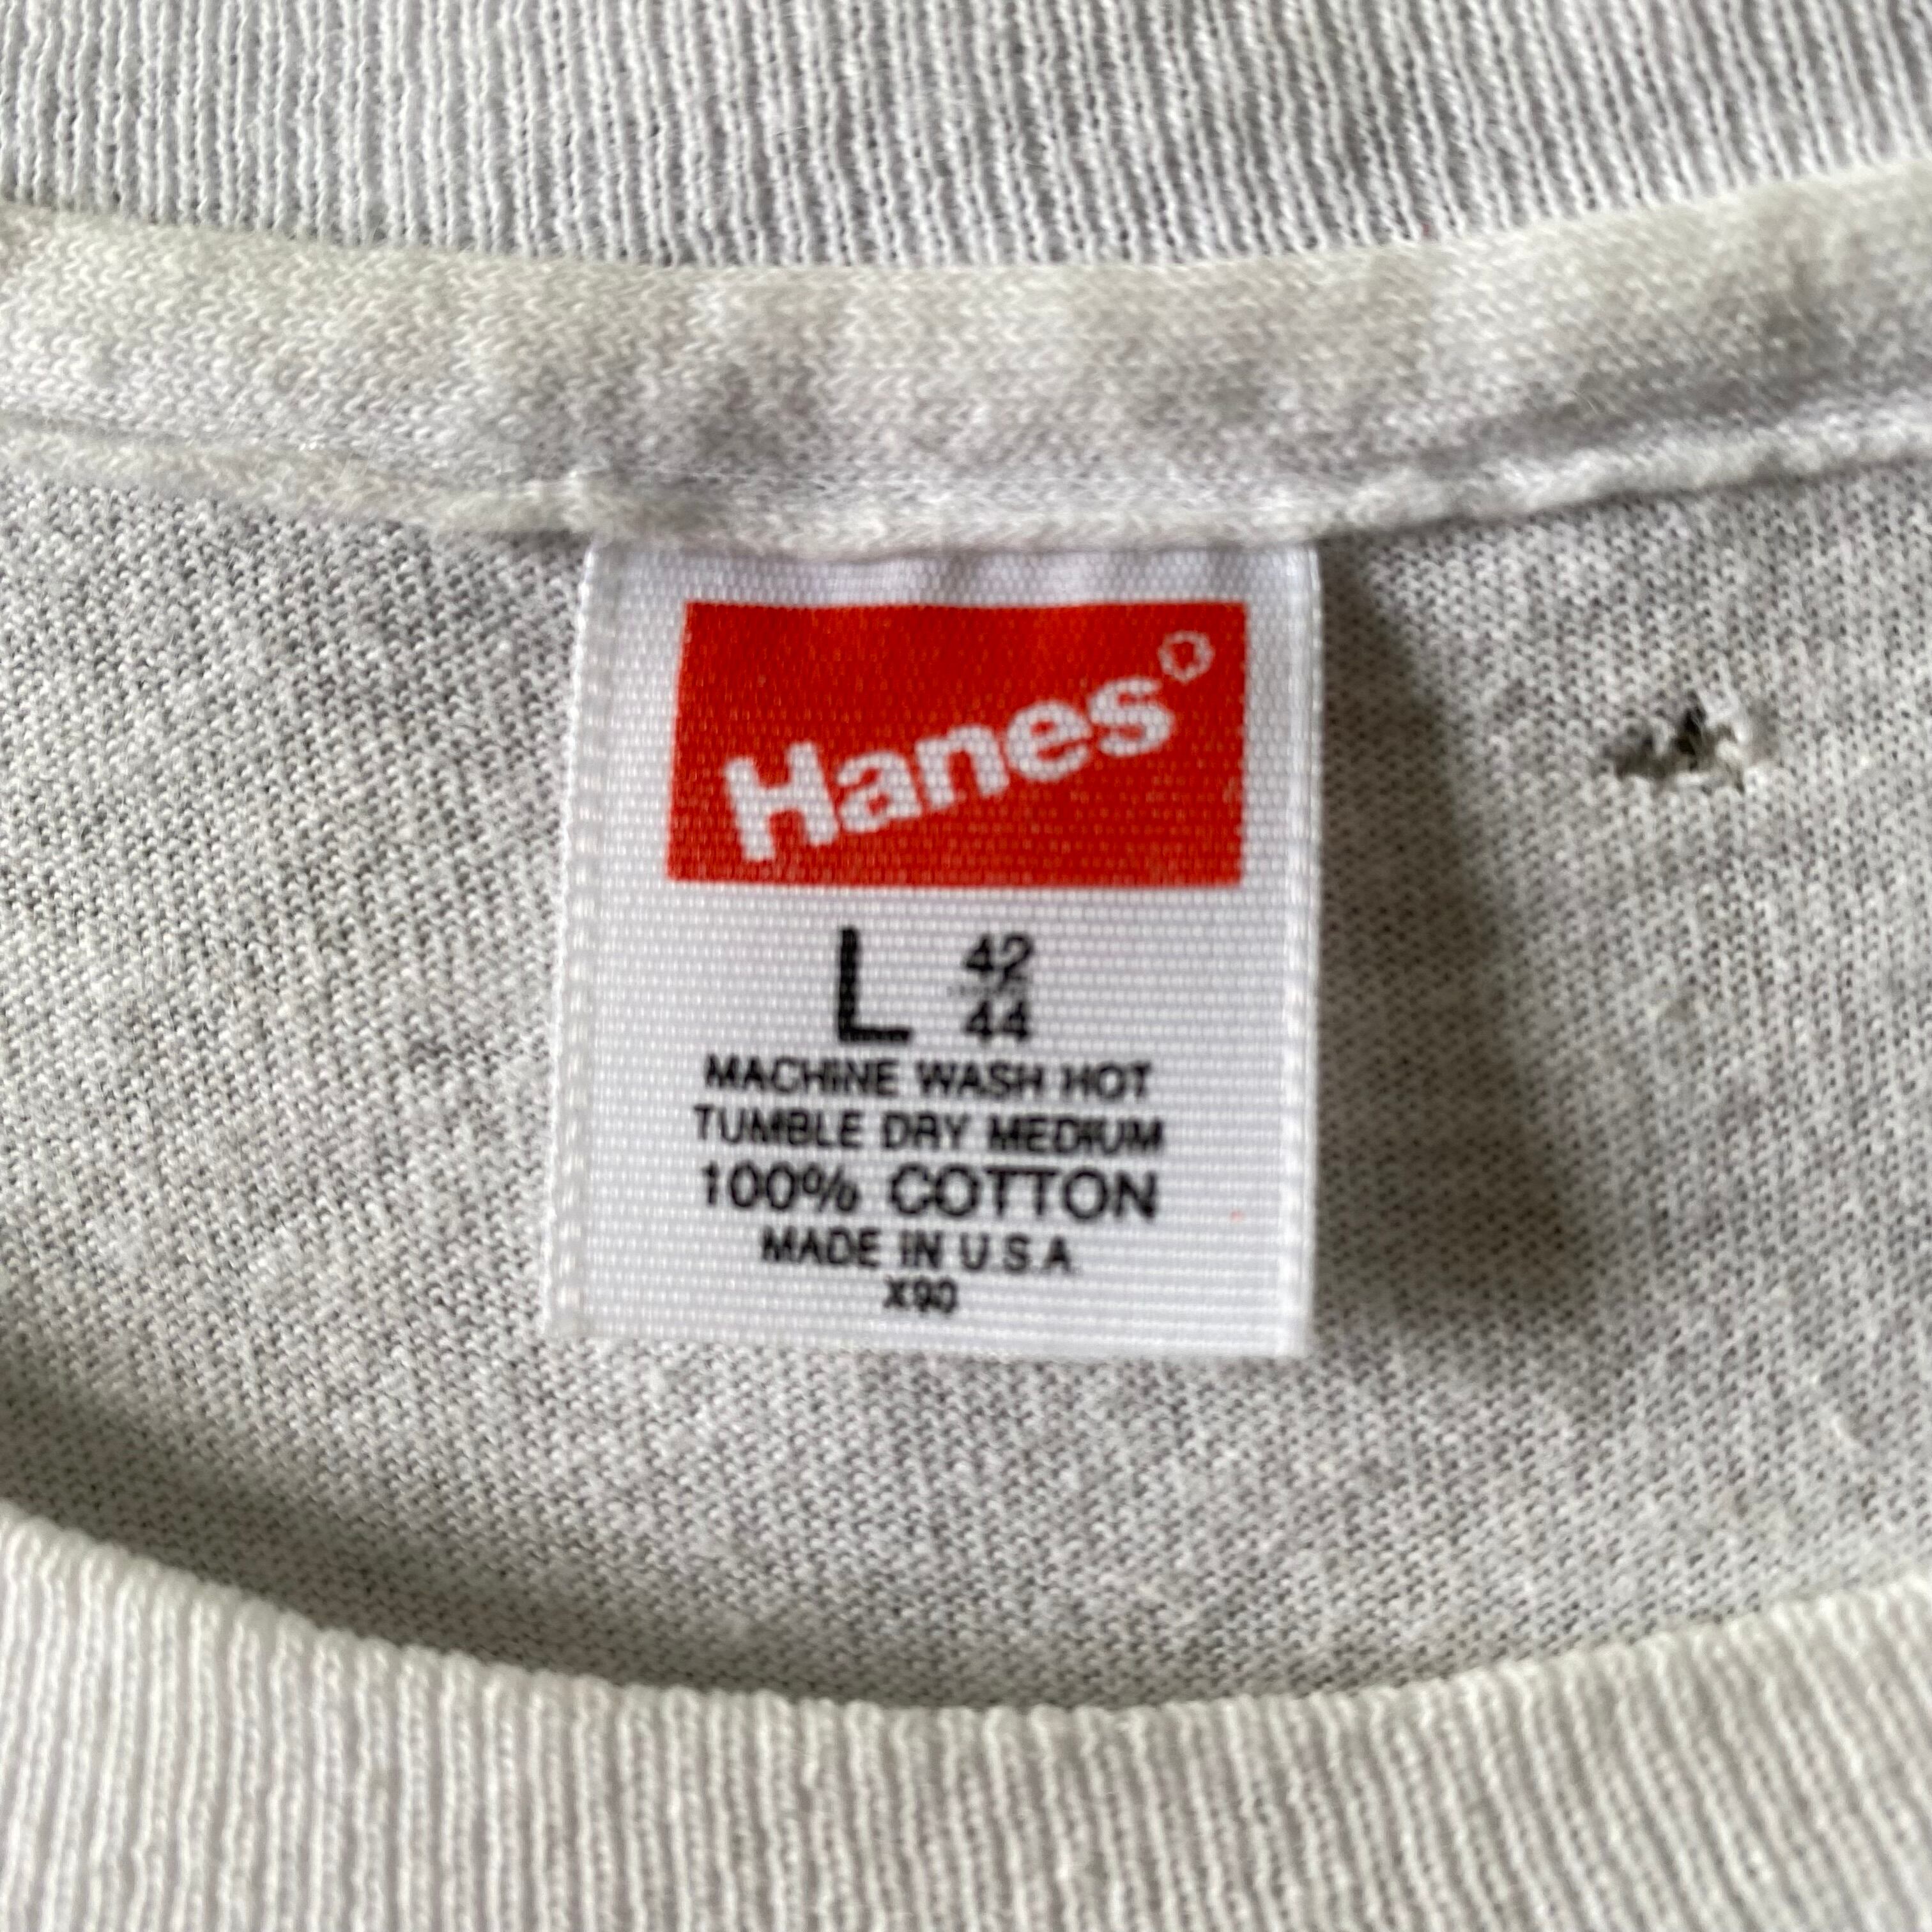 Hanes®
L 42
44
MACHINE WASH HOT
TUMBLE DRY MEDIUM
100% COTTON
MADE IN U.S.A
X90